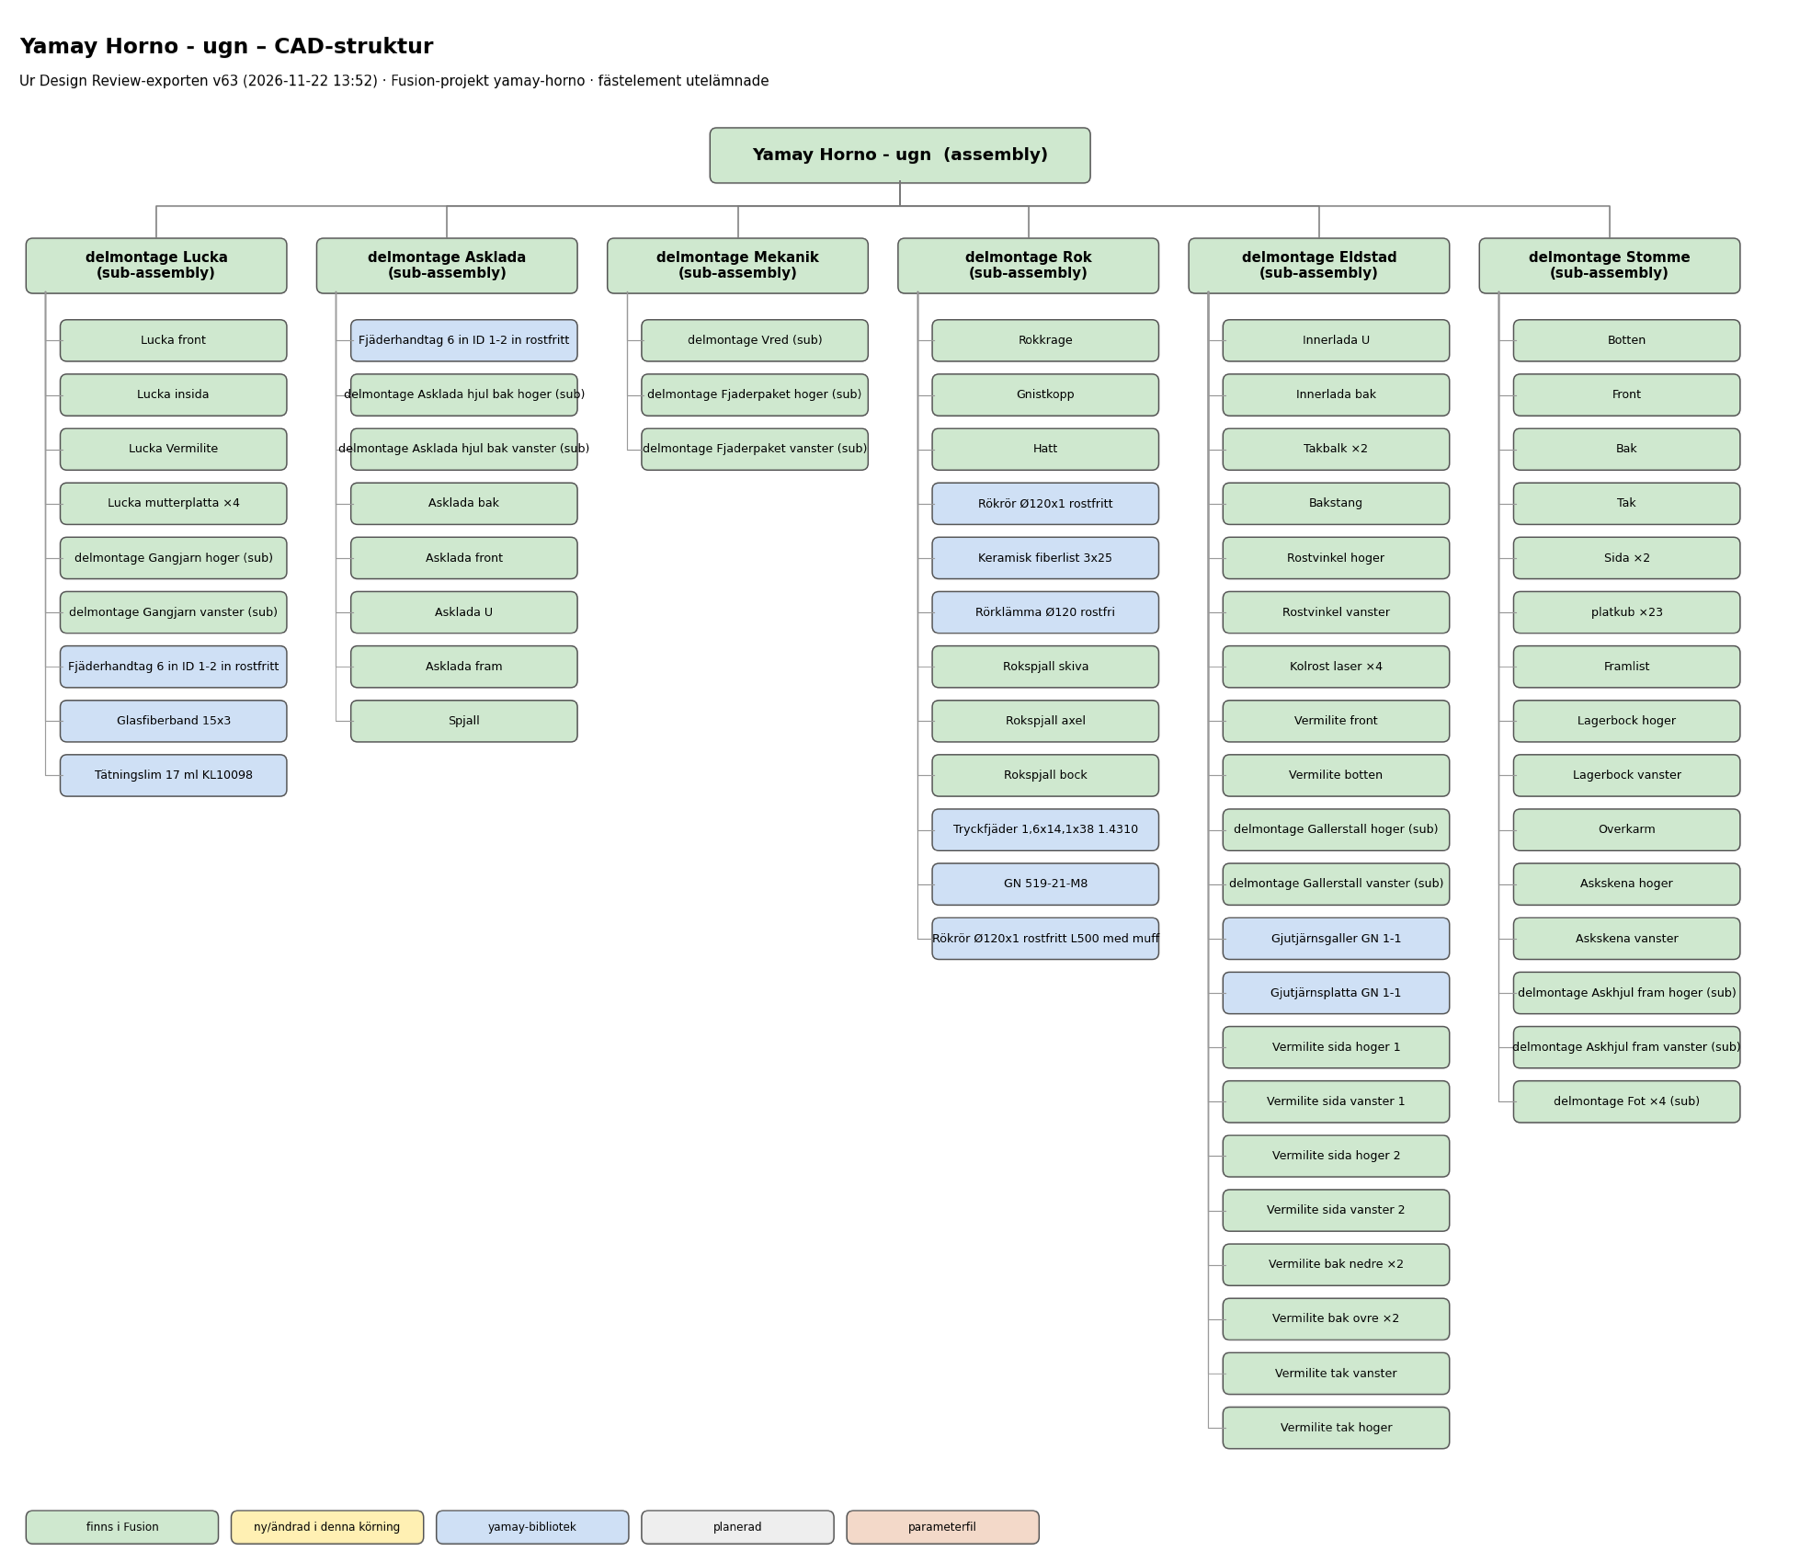 Yamay Horno - ugn – CAD-struktur
Ur Design Review-exporten v63 (2026-11-22 13:52) · Fusion-projekt yamay-horno · fästelement utelämnade
Yamay Horno - ugn  (assembly)
delmontage Lucka
(sub-assembly)
Lucka front
Lucka insida
Lucka Vermilite
Lucka mutterplatta ×4
delmontage Gangjarn hoger (sub)
delmontage Gangjarn vanster (sub)
Fjäderhandtag 6 in ID 1-2 in rostfritt
Glasfiberband 15x3
Tätningslim 17 ml KL10098
delmontage Asklada
(sub-assembly)
Fjäderhandtag 6 in ID 1-2 in rostfritt
delmontage Asklada hjul bak hoger (sub)
delmontage Asklada hjul bak vanster (sub)
Asklada bak
Asklada front
Asklada U
Asklada fram
Spjall
delmontage Mekanik
(sub-assembly)
delmontage Vred (sub)
delmontage Fjaderpaket hoger (sub)
delmontage Fjaderpaket vanster (sub)
delmontage Rok
(sub-assembly)
Rokkrage
Gnistkopp
Hatt
Rökrör Ø120x1 rostfritt
Keramisk fiberlist 3x25
Rörklämma Ø120 rostfri
Rokspjall skiva
Rokspjall axel
Rokspjall bock
Tryckfjäder 1,6x14,1x38 1.4310
GN 519-21-M8
Rökrör Ø120x1 rostfritt L500 med muff
delmontage Eldstad
(sub-assembly)
Innerlada U
Innerlada bak
Takbalk ×2
Bakstang
Rostvinkel hoger
Rostvinkel vanster
Kolrost laser ×4
Vermilite front
Vermilite botten
delmontage Gallerstall hoger (sub)
delmontage Gallerstall vanster (sub)
Gjutjärnsgaller GN 1-1
Gjutjärnsplatta GN 1-1
Vermilite sida hoger 1
Vermilite sida vanster 1
Vermilite sida hoger 2
Vermilite sida vanster 2
Vermilite bak nedre ×2
Vermilite bak ovre ×2
Vermilite tak vanster
Vermilite tak hoger
delmontage Stomme
(sub-assembly)
Botten
Front
Bak
Tak
Sida ×2
platkub ×23
Framlist
Lagerbock hoger
Lagerbock vanster
Overkarm
Askskena hoger
Askskena vanster
delmontage Askhjul fram hoger (sub)
delmontage Askhjul fram vanster (sub)
delmontage Fot ×4 (sub)
finns i Fusion
ny/ändrad i denna körning
yamay-bibliotek
planerad
parameterfil